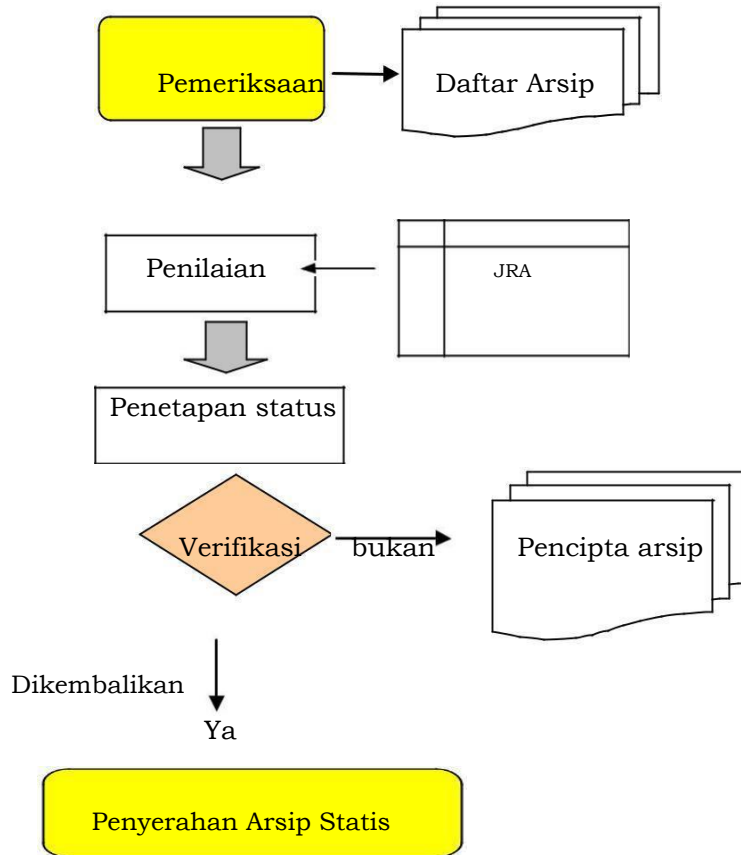 Pemeriksaan
Daftar Arsip
Penilaian
JRA
Penetapan status
Verifikasi
bukan
Pencipta arsip
Dikembalikan
Ya
Penyerahan Arsip Statis